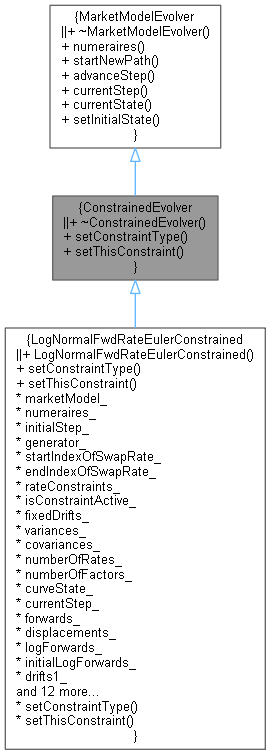 {MarketModelEvolver
||+ ~MarketModelEvolver()
+ numeraires()
+ startNewPath()
+ advanceStep()
+ currentStep()
+ currentState()
+ setInitialState()
}
{ConstrainedEvolver
||+ ~ConstrainedEvolver()
+ setConstraintType()
+ setThisConstraint()
}
{LogNormalFwdRateEulerConstrained
||+ LogNormalFwdRateEulerConstrained()
+ setConstraintType()
+ setThisConstraint()
* marketModel_
* numeraires_
* initialStep_
* generator_
* startIndexOfSwapRate_
* endIndexOfSwapRate_
* rateConstraints_
* isConstraintActive_
* fixedDrifts_
* variances_
* covariances_
* numberOfRates_
* numberOfFactors_
* curveState_
* currentStep_
* forwards_
* displacements_
* logForwards_
* initialLogForwards_
* drifts1_
and 12 more...
* setConstraintType()
* setThisConstraint()
}